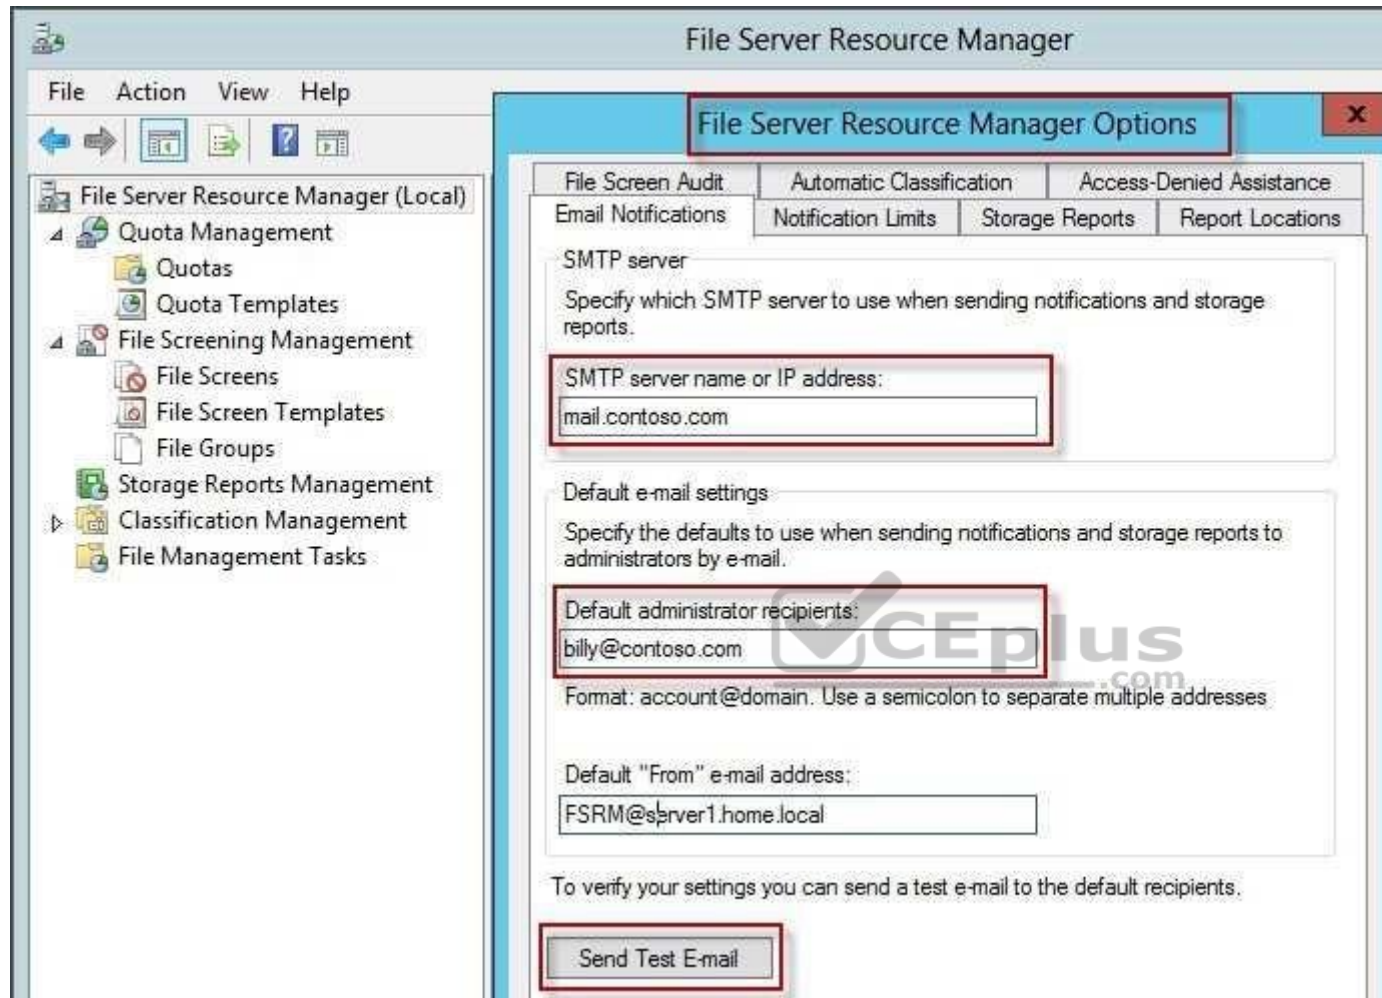 File Server Resource Manager
File Action View Help
File Server Resource Manager (Local)
Quota Management
Quotas
Quota Templates
File Screening Management
File Screens
File Screen Templates
File Groups
Storage Reports Management
Classification Management
File Management Tasks
File Server Resource Manager Options
x
File Screen Audit Automatic Classification Access-Denied Assistance
Email Notifications Notification Limits Storage Reports Report Locations
SMTP server
Specify which SMTP server to use when sending notifications and storage
reports.
SMTP server name or IP address:
mail.contoso.com
Default e-mail settings
Specify the defaults to use when sending notifications and storage reports to
administrators by e-mail.
Default administrator recipients:
billy@contoso.com
CEplus
.com
Format: account@domain. Use a semicolon to separate multiple addresses
Default "From" e-mail address:
FSRM@server1.home.local
To verify your settings you can send a test e-mail to the default recipients.
Send Test E-mail